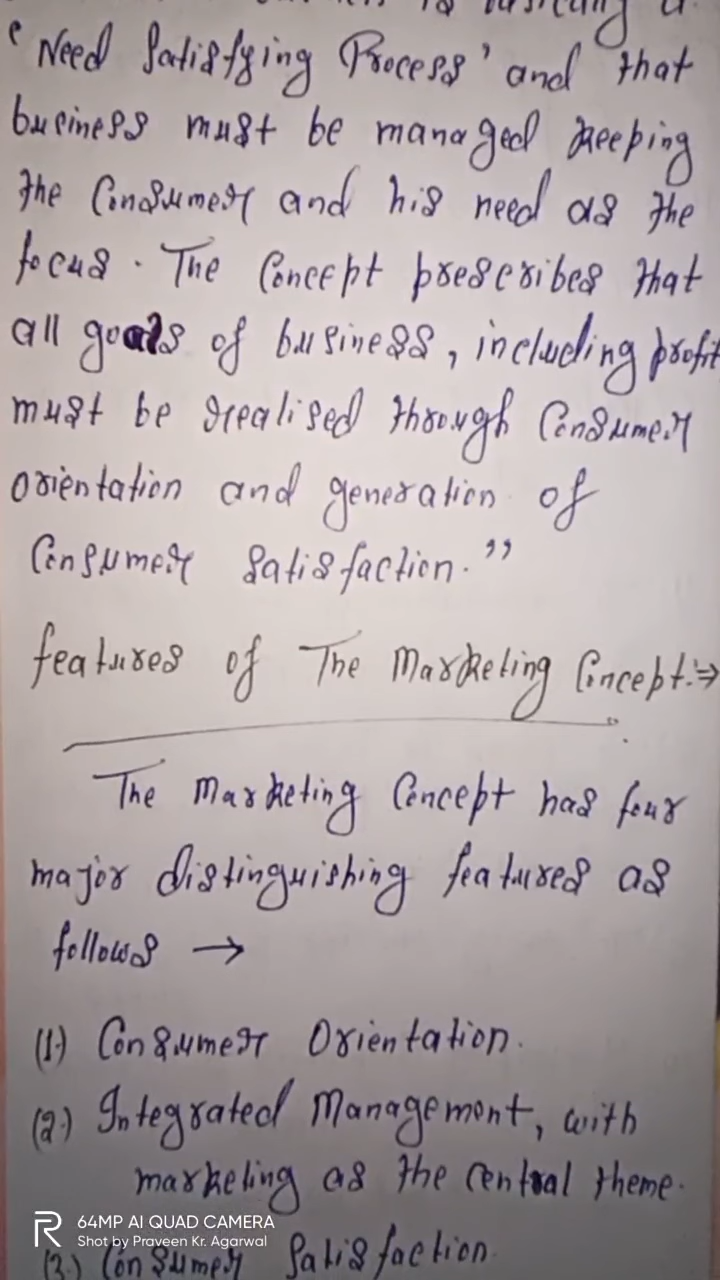 is basically a
'Need Satisfying Process' and that
business must be managed keeping
the Consumer and his need as the
focus. The Concept prescribes that
all goals of business, including profit
must be realised through Consumer
orientation and generation of
Consumer Satisfaction."
features of The Marketing Concept:⇒
The Marketing Concept has four
major distinguishing features as
follows →
(1.) Consumer Orientation.
(2.) Integrated Management, with
marketing as the central theme.
(3.) Consumer Satisfaction
64MP AI QUAD CAMERA
Shot by Praveen Kr. Agarwal